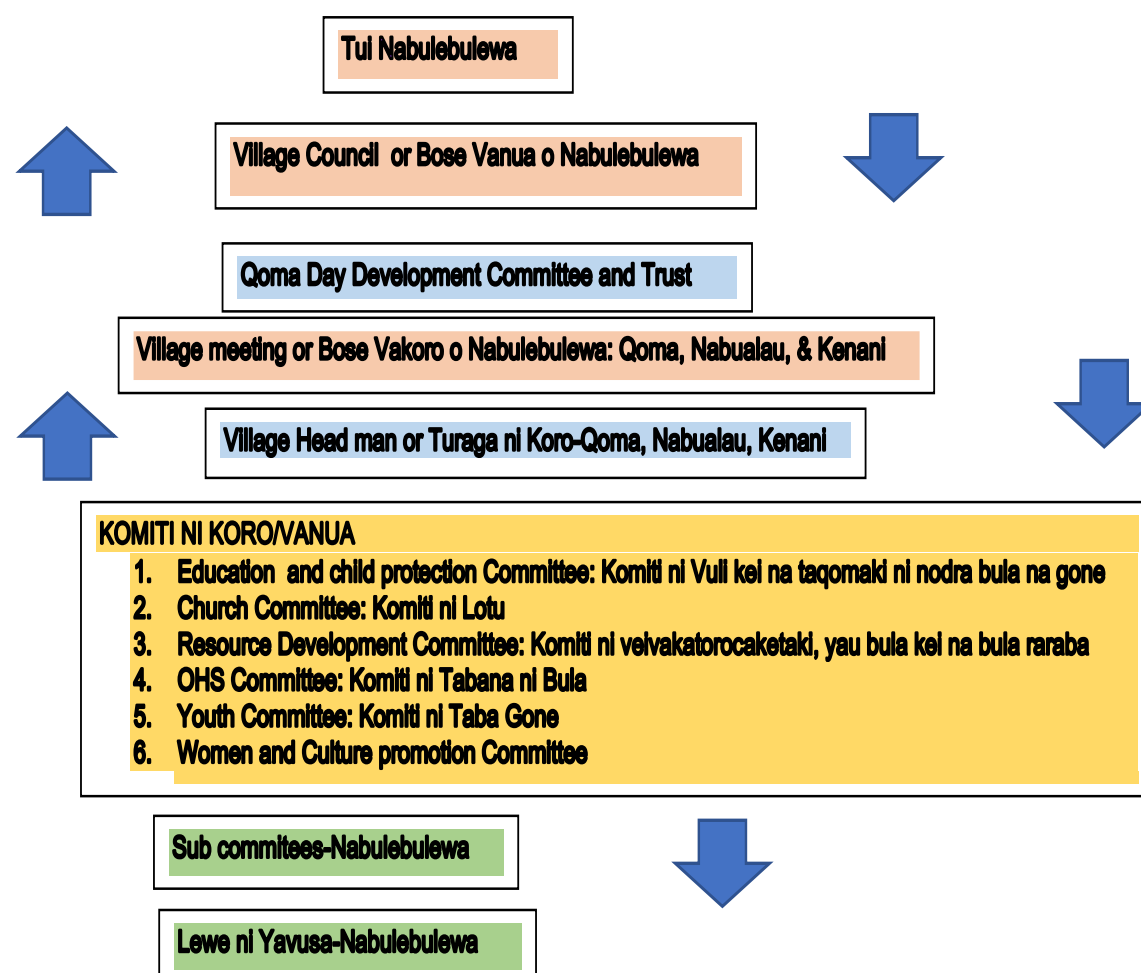 Tui Nabulebulewa
Village Council or Bose Vanua o Nabulebulewa
Qoma Day Development Committee and Trust
Village meeting or Bose Vakoro o Nabulebulewa: Qoma, Nabualau, & Kenani
Village Head man or Turaga ni Koro-Qoma, Nabualau, Kenani
KOMITI NI KORO/VANUA
1. Education and child protection Committee: Komiti ni Vuli kei na taqomaki ni nodra bula na gone
2. Church Committee: Komiti ni Lotu
3. Resource Development Committee: Komiti ni veivakatorocaketaki, yau bula kei na bula raraba
4. OHS Committee: Komiti ni Tabana ni Bula
5. Youth Committee: Komiti ni Taba Gone
6. Women and Culture promotion Committee
Sub commitees-Nabulebulewa
Lewe ni Yavusa-Nabulebulewa